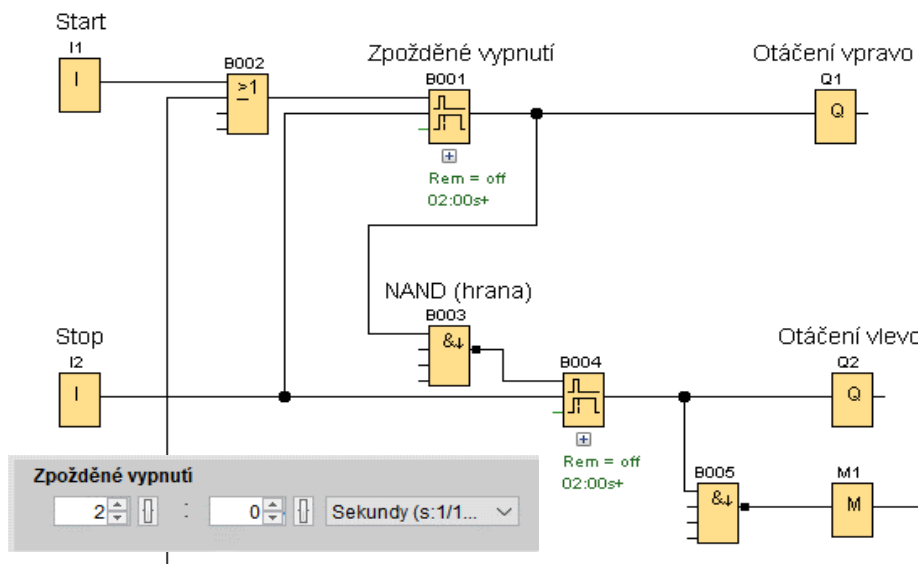 Start
I1
I
B002
>1
Zpožděné vypnutí
B001
Rem = off
02:00s+
Otáčení vpravo
Q1
Q
NAND (hrana)
B003
&↓
Stop
I2
I
B004
Rem = off
02:00s+
Otáčení vlevo
Q2
Q
B005
&↓
M1
M
Zpožděné vypnutí
2 : 0 Sekundy (s:1/1...